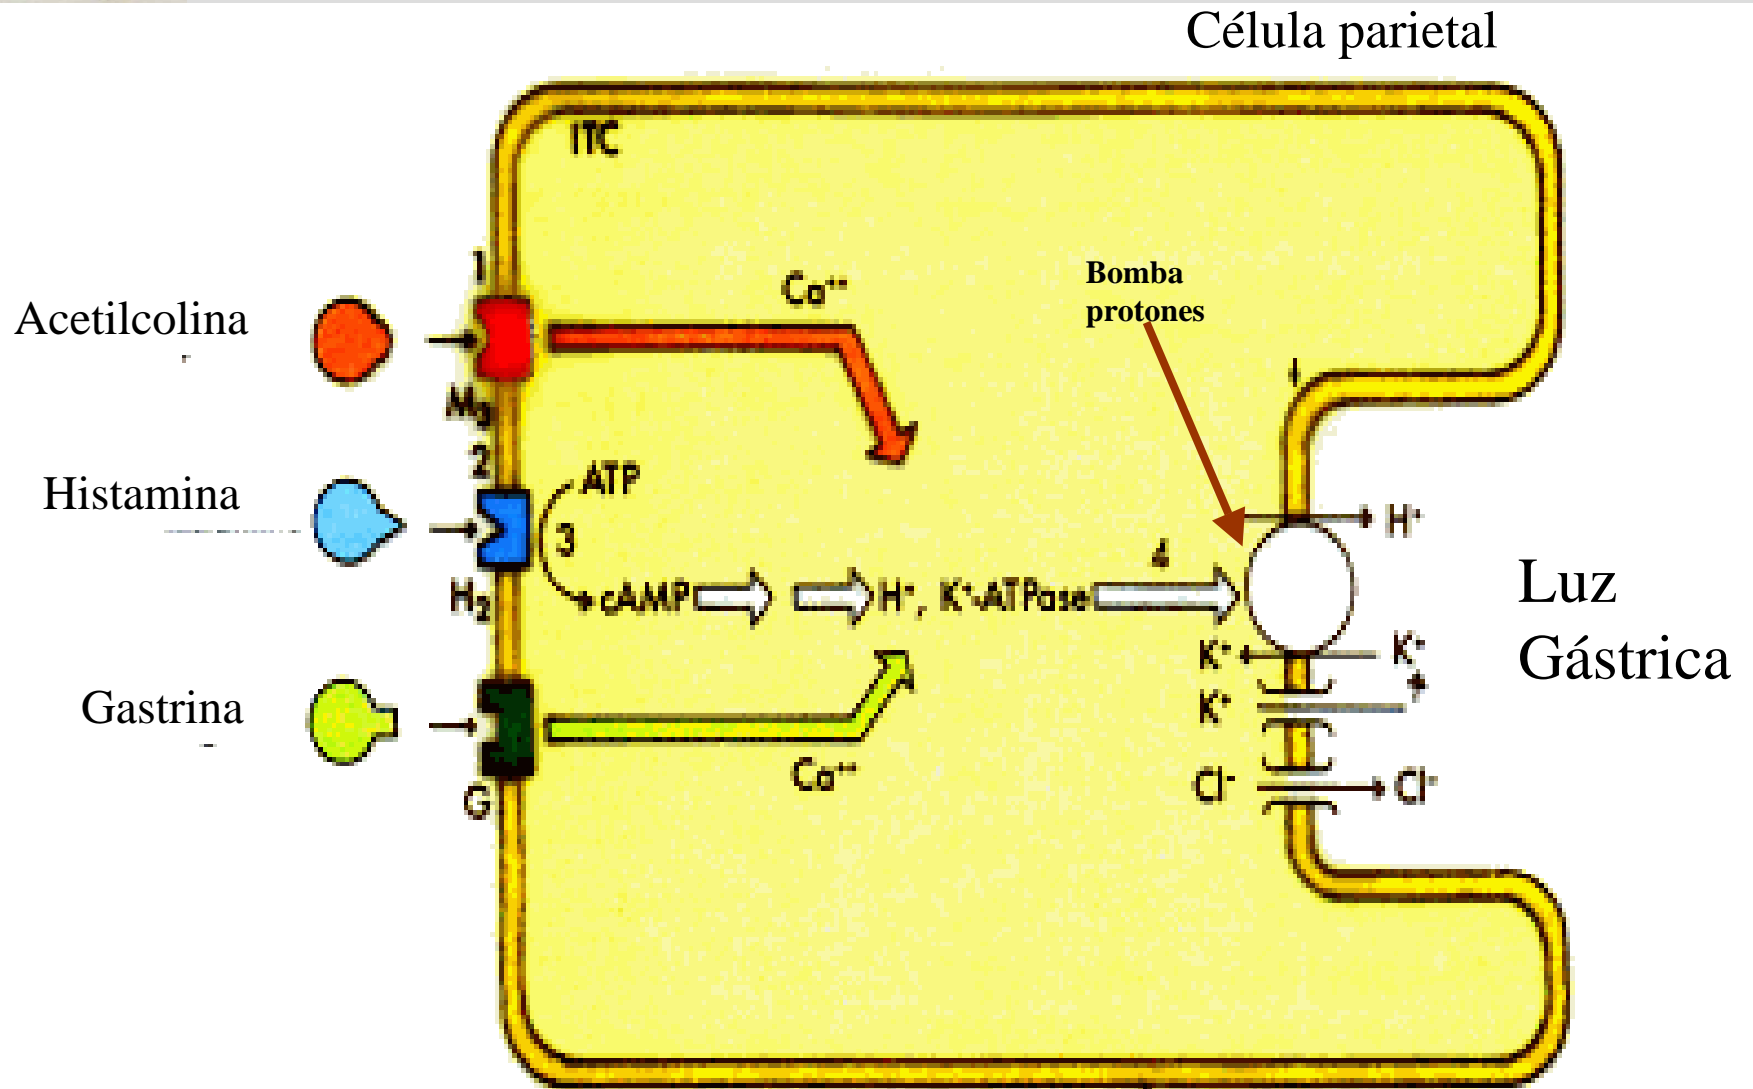 Célula parietal
ITC
1
Acetilcolina
Ca++
Bomba
protones
M3
2
Histamina
ATP
3
H2
cAMP
H+, K+-ATPase
4
H+
Luz
Gástrica
K+
K+
K+
Gastrina
Ca++
G
Cl-
Cl-